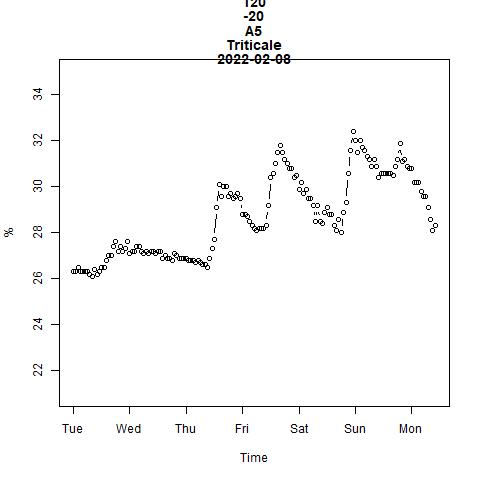 120
-20
A5
Triticale
2022-02-08
34
32
30
28
26
24
22
%
Tue
Wed
Thu
Fri
Sat
Sun
Mon
Time